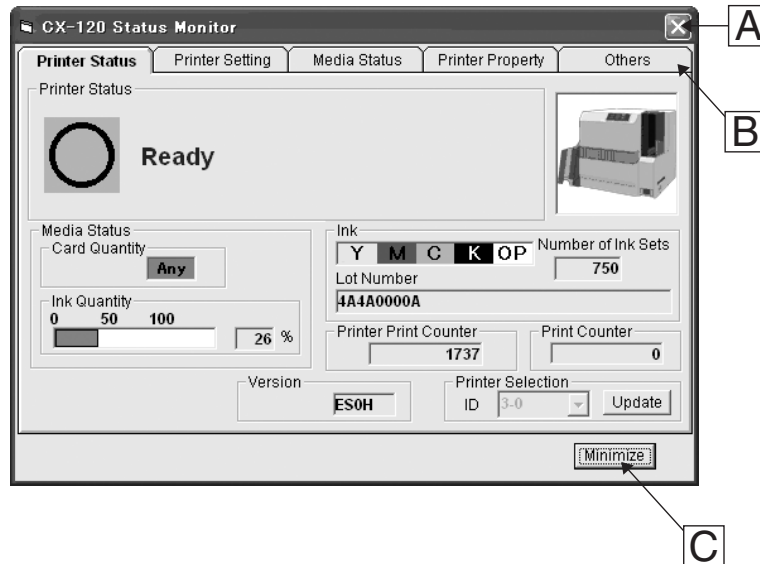 CX-120 Status Monitor
A
Printer Status Printer Setting Media Status Printer Property Others
B
Printer Status
Ready
Media Status
Card Quantity
Any
Ink Quantity
0 50 100
26 %
Ink
Y M C K OP
Number of Ink Sets
750
Lot Number
4A4A0000A
Printer Print Counter
1737
Print Counter
0
Version
ES0H
Printer Selection
ID 3-0 Update
Minimize
C